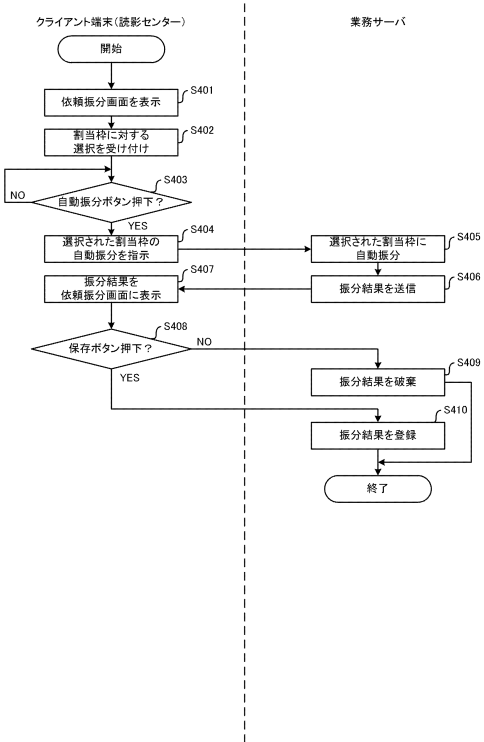 クライアント端末(読影センター)
業務サーバ
開始
S401
依頼振分画面を表示
S402
割当枠に対する
選択を受け付け
S403
自動振分ボタン押下?
NO
YES
S404
選択された割当枠の
自動振分を指示
S405
選択された割当枠に
自動振分
S406
振分結果を送信
S407
振分結果を
依頼振分画面に表示
S408
保存ボタン押下?
NO
YES
S409
振分結果を破棄
S410
振分結果を登録
終了